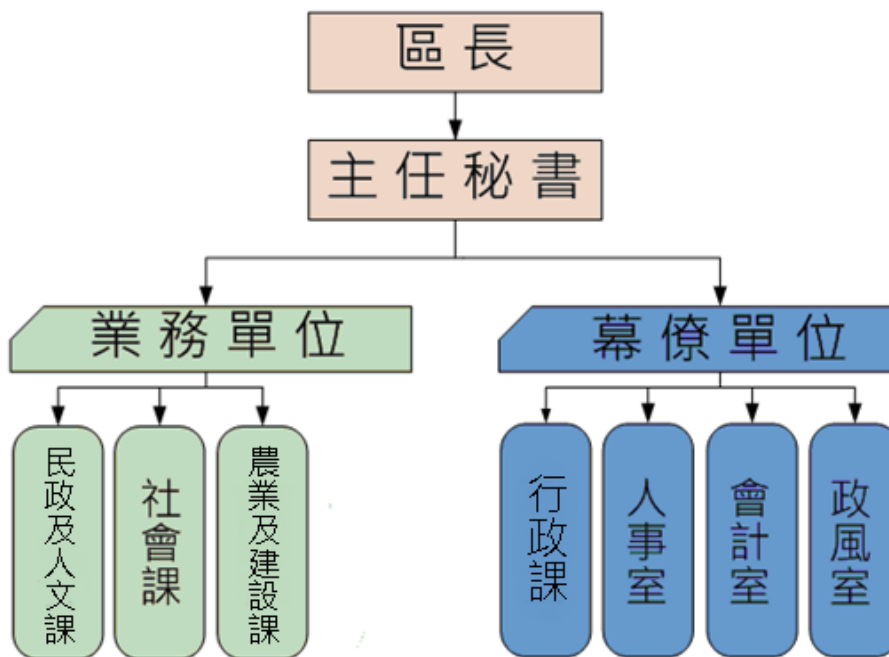 區長
主任秘書
業務單位
幕僚單位
民政及人文課
社會課
農業及建設課
行政課
人事室
會計室
政風室